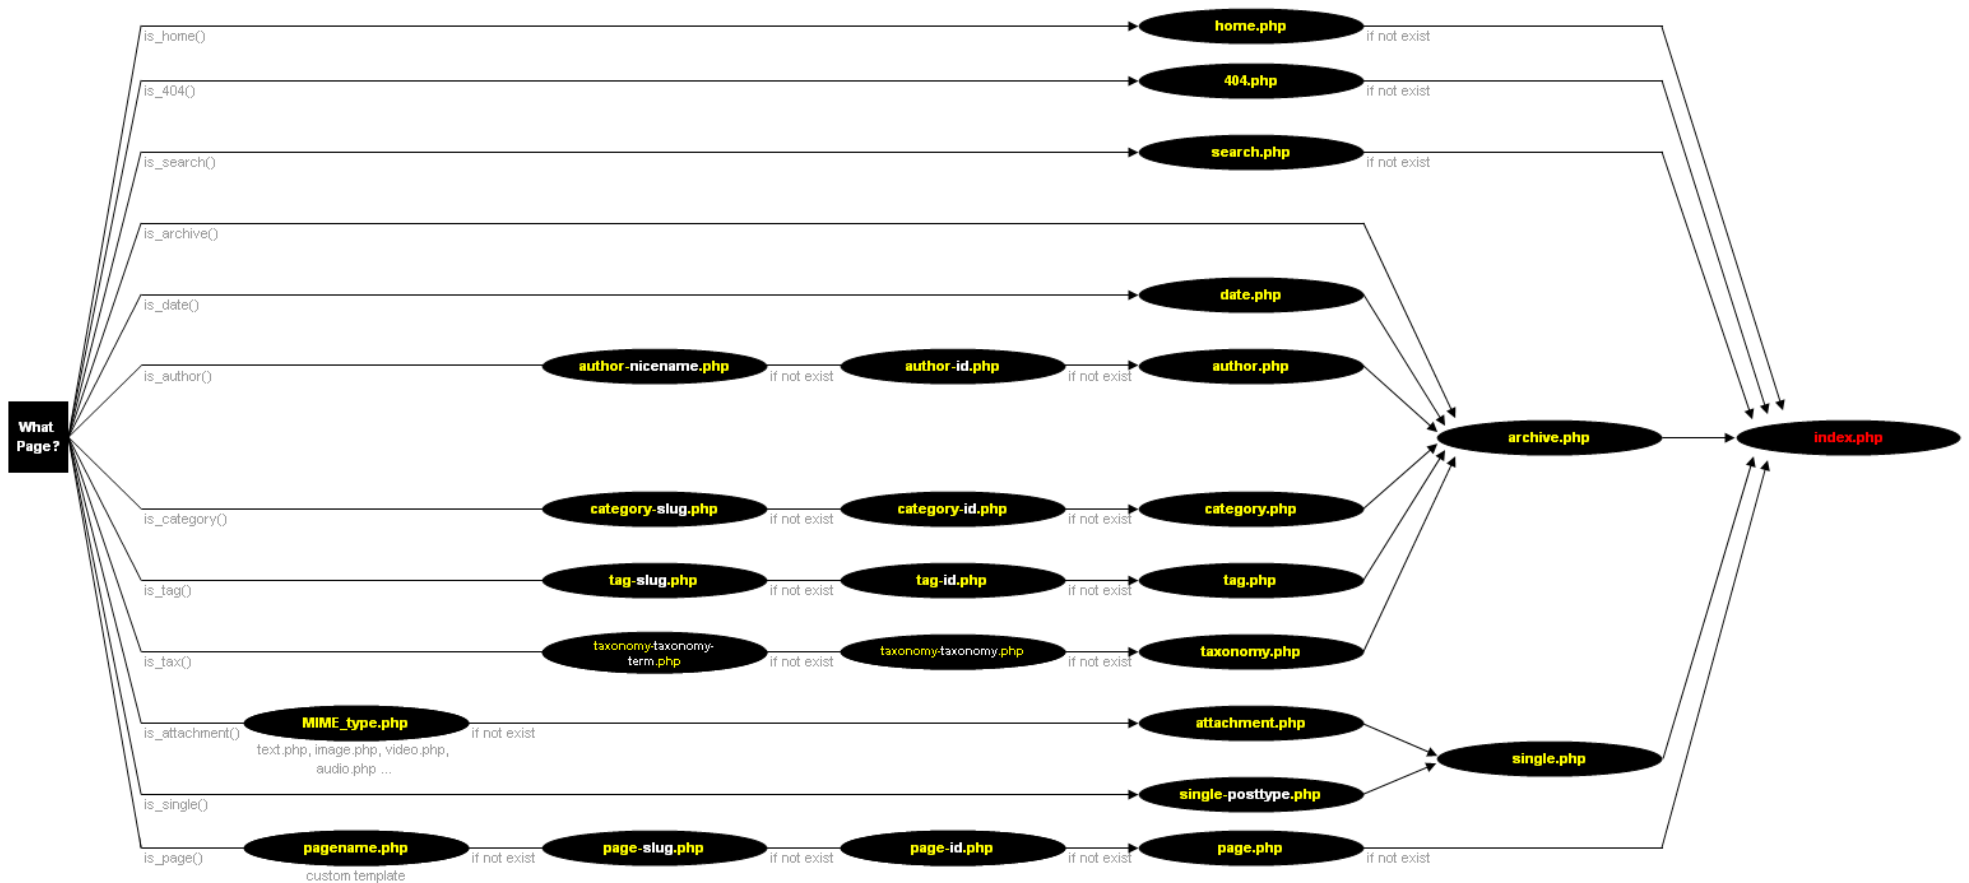 home.php
is_home()
if not exist
404.php
is_404()
if not exist
search.php
is_search()
if not exist
is_archive()
date.php
is_date()
author-nicename.php
author-id.php
author.php
is_author()
if not exist
if not exist
What
Page?
archive.php
index.php
category-slug.php
category-id.php
category.php
is_category()
if not exist
if not exist
tag-slug.php
tag-id.php
tag.php
is_tag()
if not exist
if not exist
taxonomy-taxonomy-
term.php
taxonomy-taxonomy.php
taxonomy.php
is_tax()
if not exist
if not exist
MIME_type.php
attachment.php
is_attachment()
if not exist
text.php, image.php, video.php,
audio.php ...
single.php
single-posttype.php
is_single()
pagename.php
page-slug.php
page-id.php
page.php
is_page()
if not exist
if not exist
if not exist
if not exist
custom template